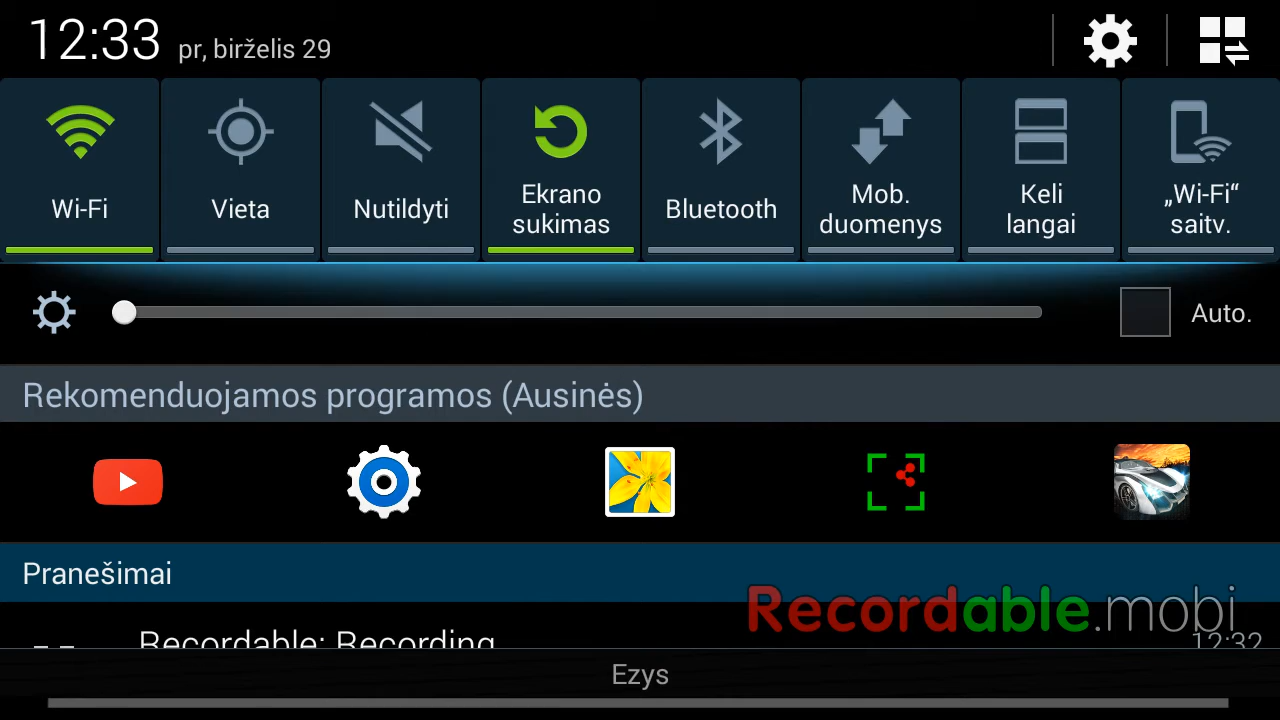 12:33 pr, birželis 29
Wi-Fi
Vieta
Nutildyti
Ekrano
sukimas
Bluetooth
Mob.
duomenys
Keli
langai
„Wi-Fi“
saitv.
Auto.
Rekomenduojamos programos (Ausinės)
Pranešimai
Recordable.mobi
Recordable: Recording
12:32
Ezys